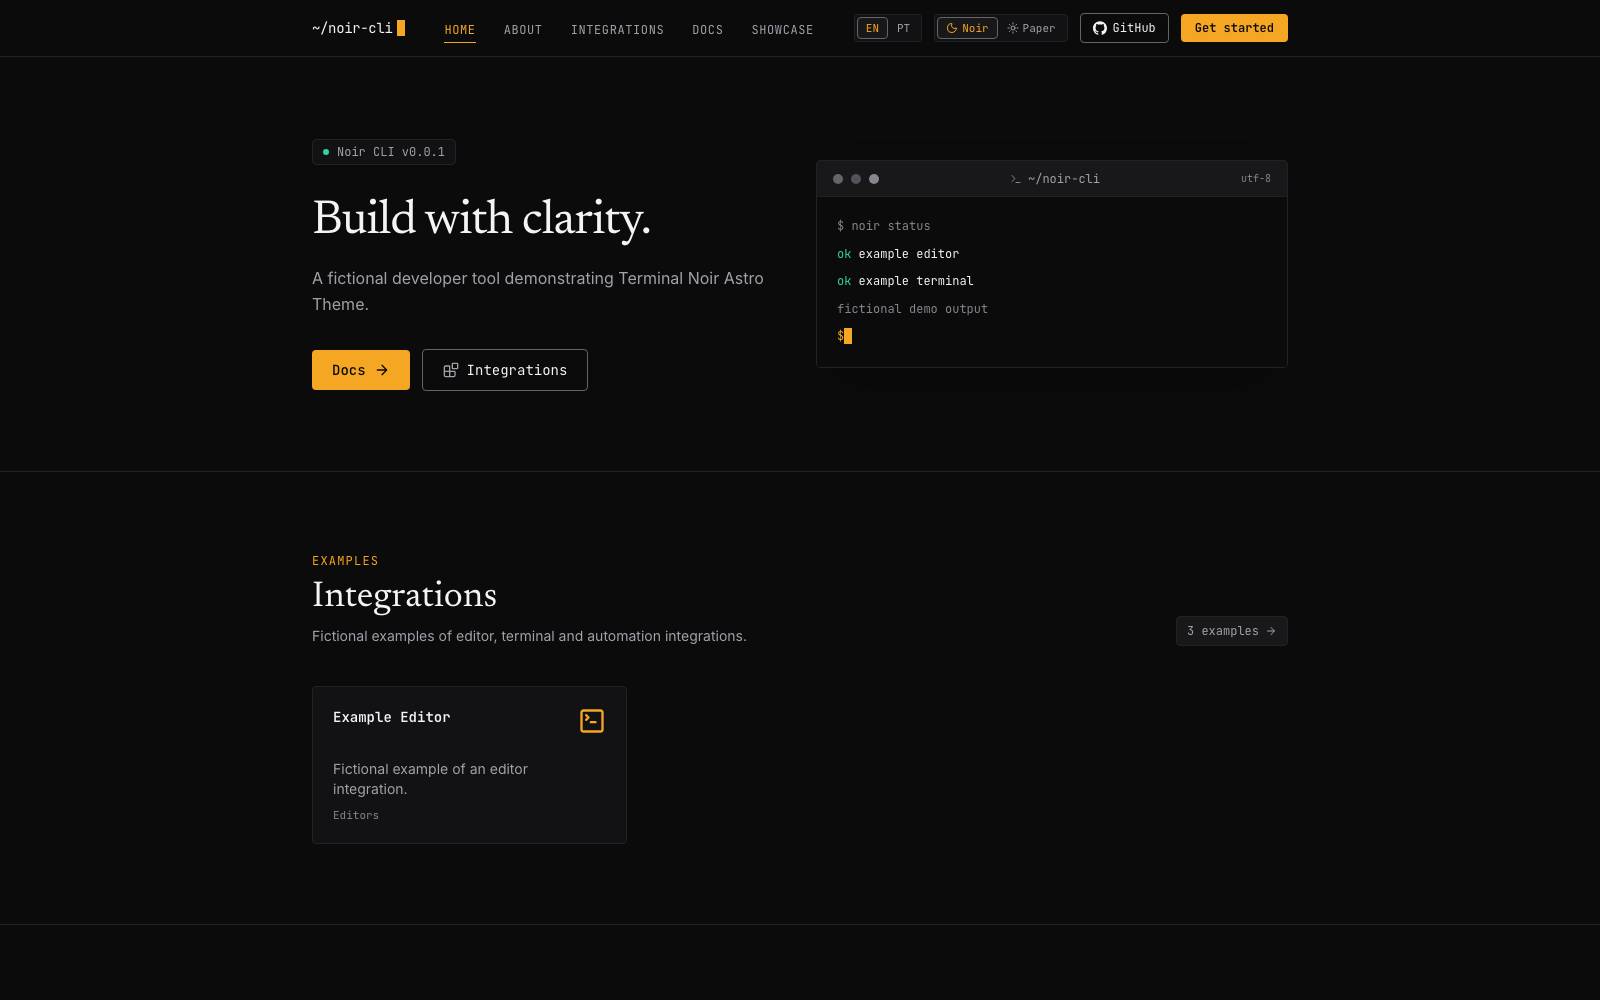 ~/noir-cli
HOME
ABOUT
INTEGRATIONS
DOCS
SHOWCASE
EN
PT
Noir
Paper
GitHub
Get started
Noir CLI v0.0.1
Build with clarity.
A fictional developer tool demonstrating Terminal Noir Astro
Theme.
Docs →
Integrations
~/noir-cli
utf-8
$ noir status
ok example editor
ok example terminal
fictional demo output
$
EXAMPLES
Integrations
Fictional examples of editor, terminal and automation integrations.
3 examples →
Example Editor
Fictional example of an editor
integration.
Editors